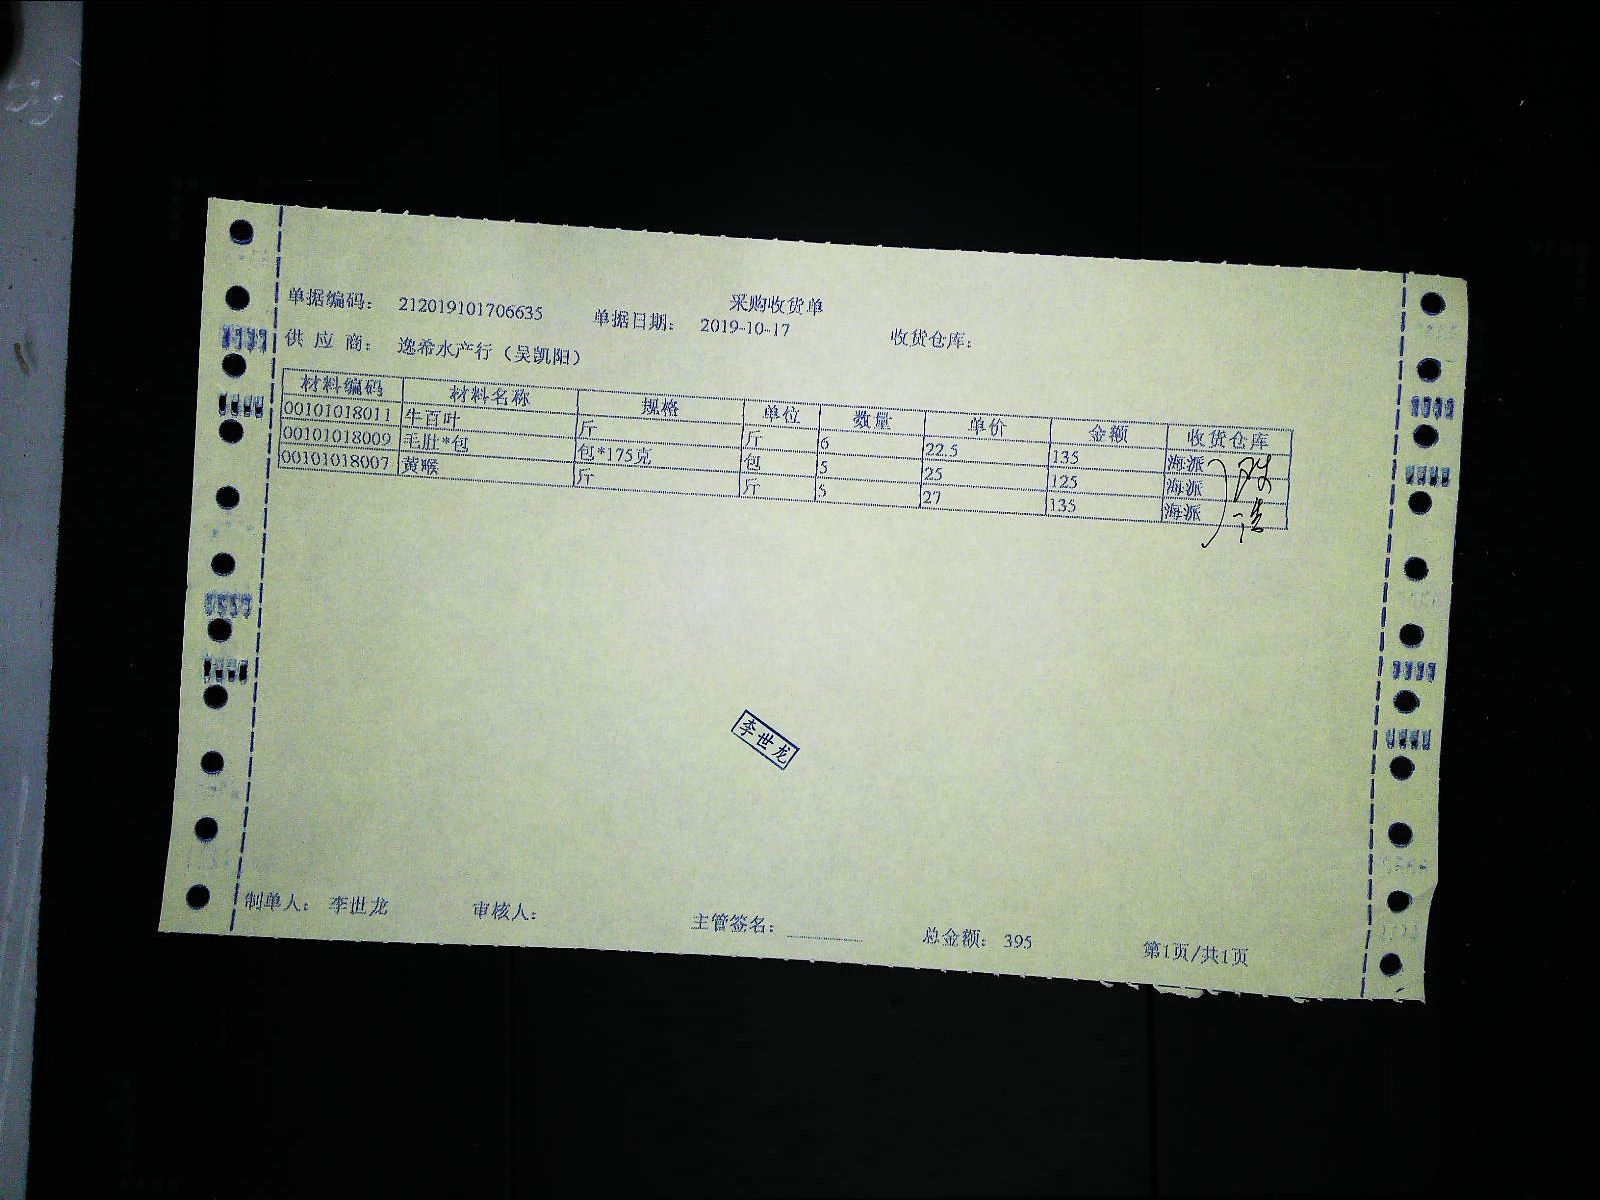 采购收货单
单据编码： 212019101706635 单据日期： 2019-10-17 收货仓库：
供 应 商： 逸希水产行（吴凯阳）
材料编码 材料名称 规格 单位 数量 单价 金额 收货仓库
00101018011 牛百叶 斤 斤 6 22.5 135 海派
00101018009 毛肚*包 包*175克 包 5 25 125 海派
00101018007 黄喉 斤 斤 5 27 135 海派
李世龙
制单人： 李世龙 审核人： 主管签名： 总金额： 395 第1页/共1页